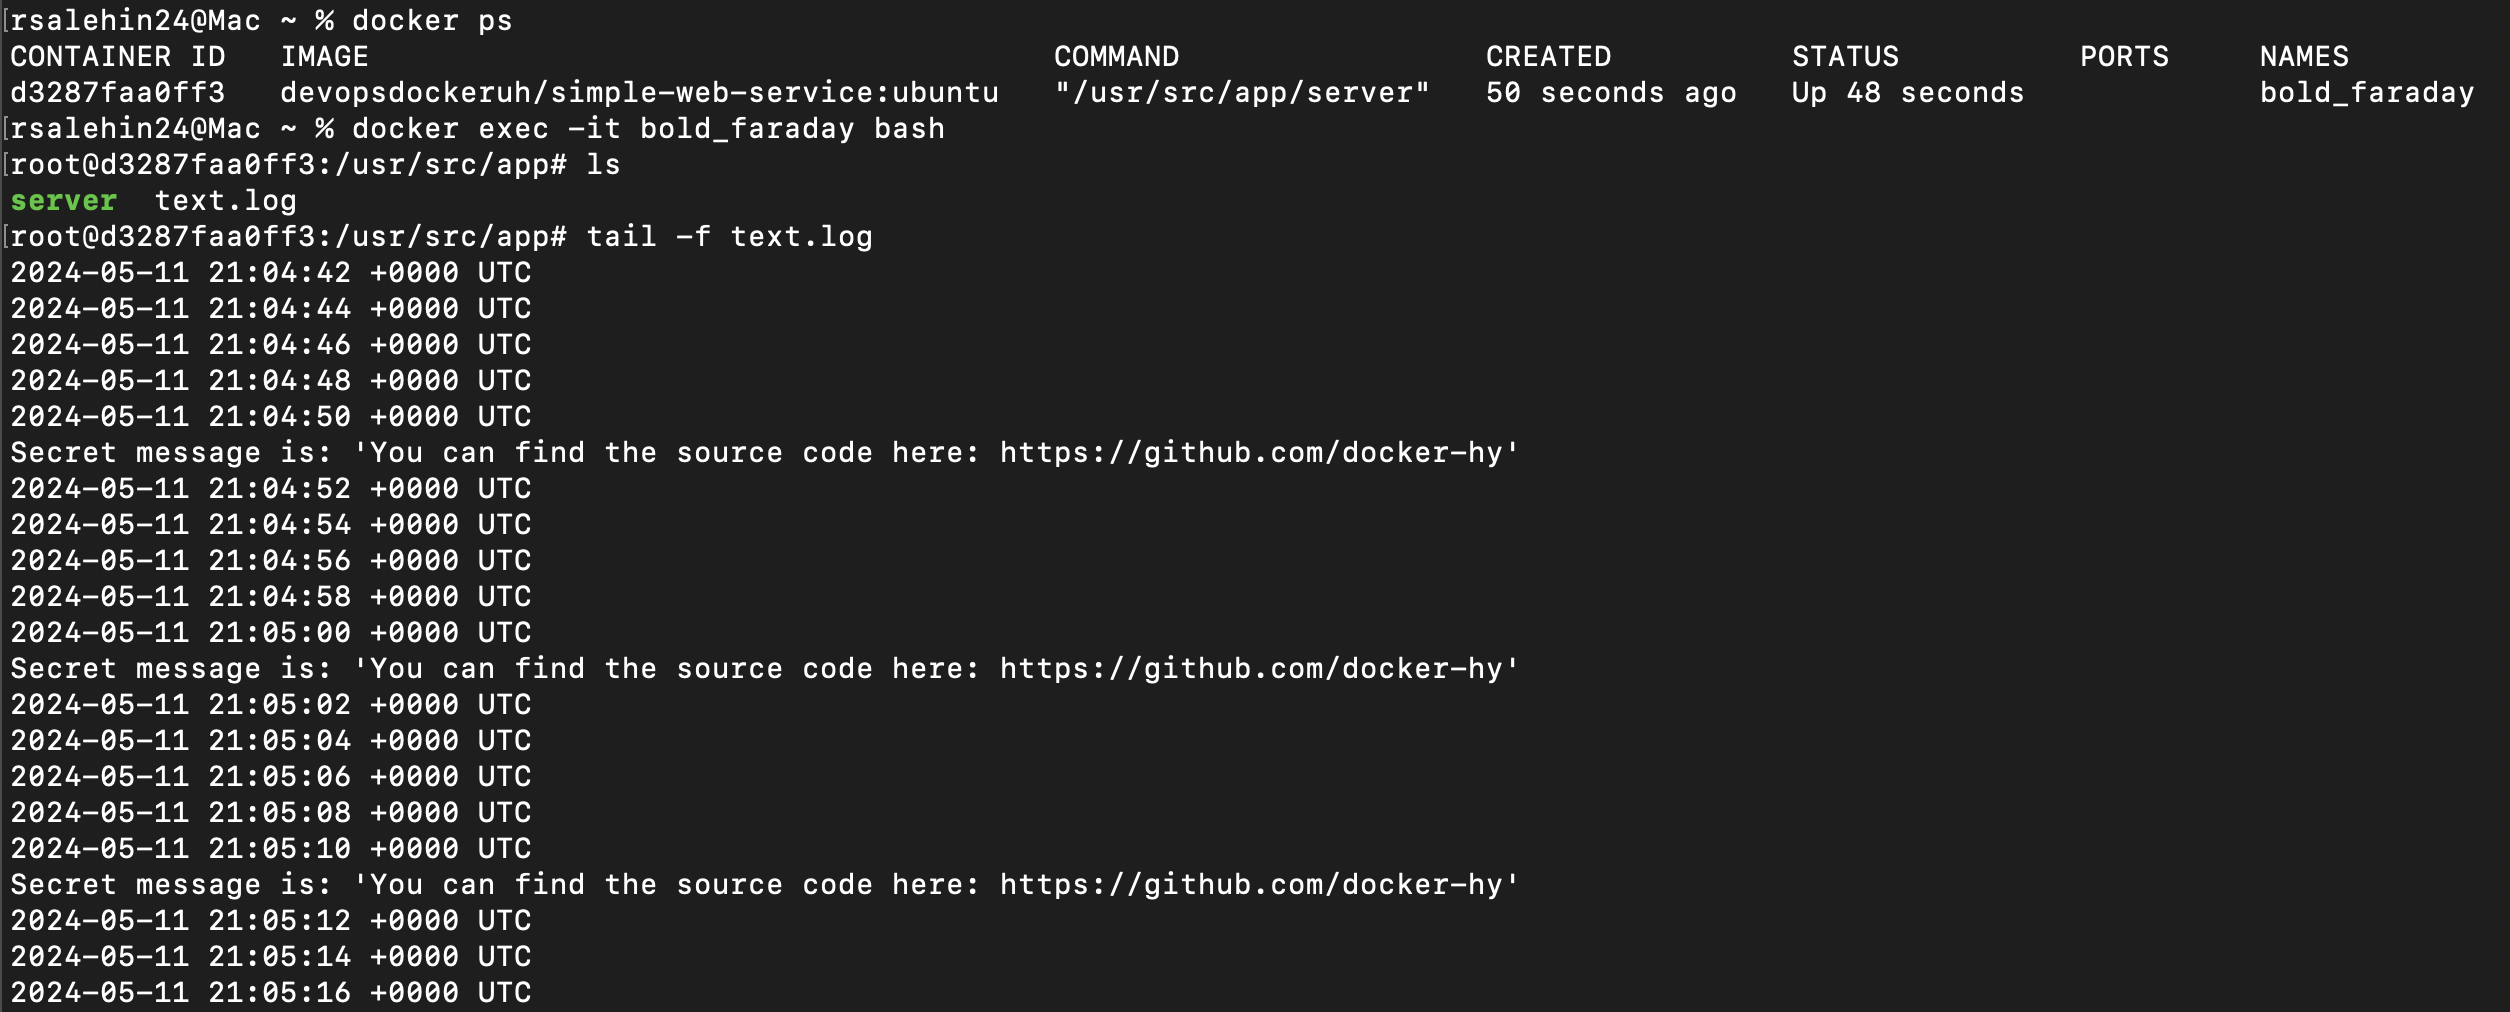 [rsalehin24@Mac ~ % docker ps
CONTAINER ID   IMAGE                                      COMMAND                 CREATED          STATUS          PORTS     NAMES
d3287faa0ff3   devopsdockeruh/simple-web-service:ubuntu   "/usr/src/app/server"   50 seconds ago   Up 48 seconds             bold_faraday
[rsalehin24@Mac ~ % docker exec -it bold_faraday bash
[root@d3287faa0ff3:/usr/src/app# ls
server  text.log
[root@d3287faa0ff3:/usr/src/app# tail -f text.log
2024-05-11 21:04:42 +0000 UTC
2024-05-11 21:04:44 +0000 UTC
2024-05-11 21:04:46 +0000 UTC
2024-05-11 21:04:48 +0000 UTC
2024-05-11 21:04:50 +0000 UTC
Secret message is: 'You can find the source code here: https://github.com/docker-hy'
2024-05-11 21:04:52 +0000 UTC
2024-05-11 21:04:54 +0000 UTC
2024-05-11 21:04:56 +0000 UTC
2024-05-11 21:04:58 +0000 UTC
2024-05-11 21:05:00 +0000 UTC
Secret message is: 'You can find the source code here: https://github.com/docker-hy'
2024-05-11 21:05:02 +0000 UTC
2024-05-11 21:05:04 +0000 UTC
2024-05-11 21:05:06 +0000 UTC
2024-05-11 21:05:08 +0000 UTC
2024-05-11 21:05:10 +0000 UTC
Secret message is: 'You can find the source code here: https://github.com/docker-hy'
2024-05-11 21:05:12 +0000 UTC
2024-05-11 21:05:14 +0000 UTC
2024-05-11 21:05:16 +0000 UTC